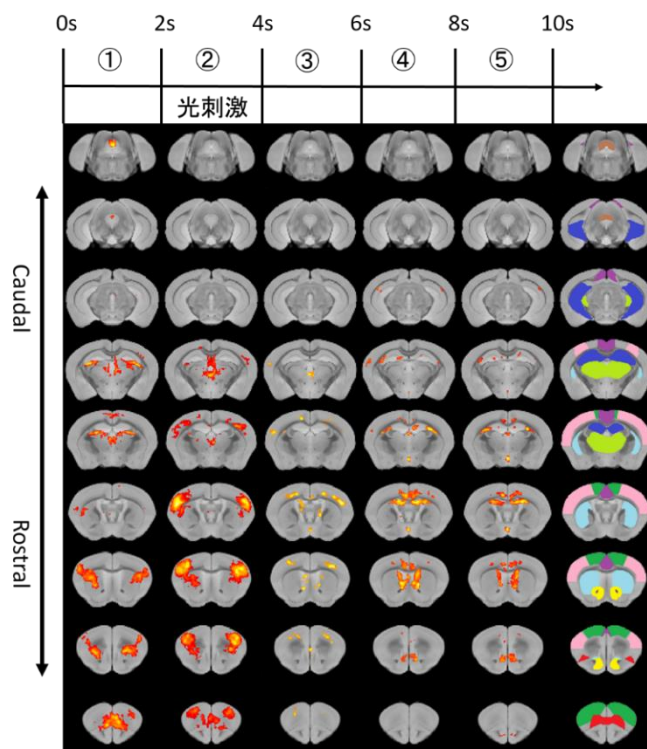 0s 2s 4s 6s 8s 10s
① ② ③ ④ ⑤
光刺激
Caudal
Rostral